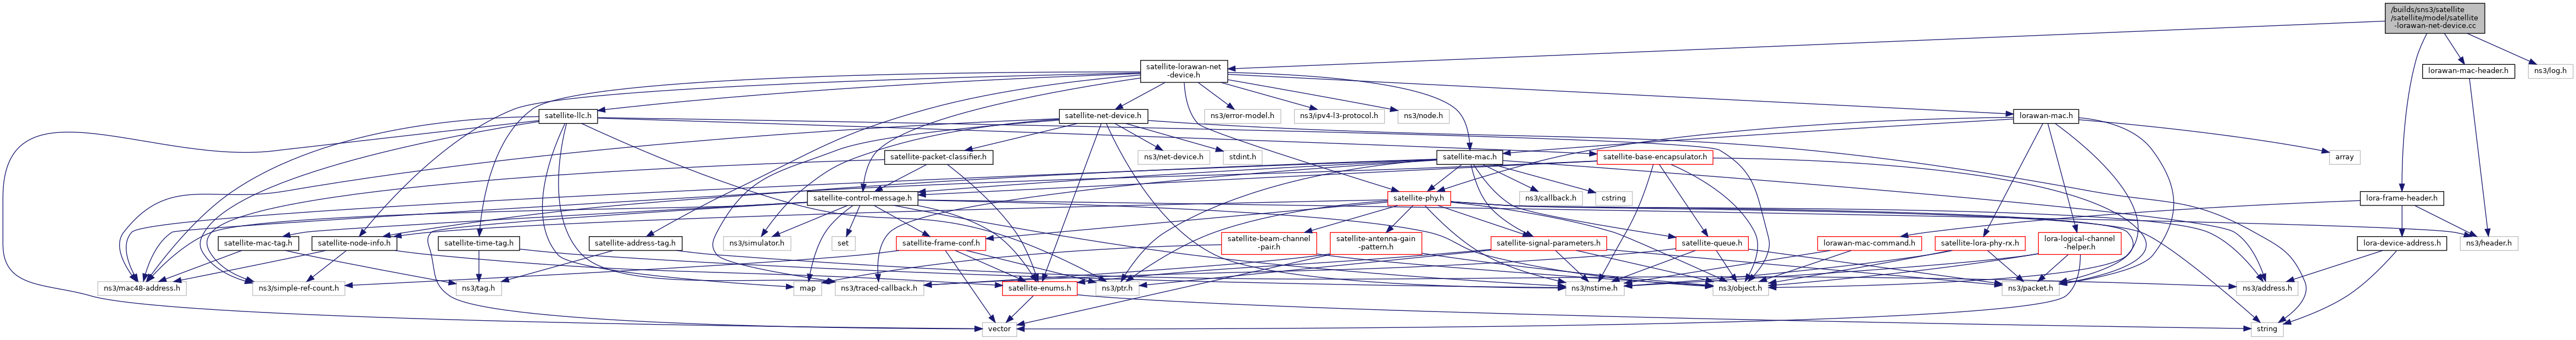 /builds/sns3/satellite
/satellite/model/satellite
-lorawan-net-device.cc
satellite-lorawan-net
-device.h
lorawan-mac-header.h
ns3/log.h
satellite-llc.h
satellite-net-device.h
ns3/error-model.h
ns3/ipv4-l3-protocol.h
ns3/node.h
lorawan-mac.h
satellite-packet-classifier.h
ns3/net-device.h
stdint.h
satellite-mac.h
satellite-base-encapsulator.h
array
satellite-control-message.h
satellite-phy.h
ns3/callback.h
cstring
lora-frame-header.h
satellite-mac-tag.h
satellite-node-info.h
satellite-time-tag.h
satellite-address-tag.h
ns3/simulator.h
set
satellite-frame-conf.h
satellite-beam-channel
-pair.h
satellite-antenna-gain
-pattern.h
satellite-signal-parameters.h
satellite-queue.h
lorawan-mac-command.h
satellite-lora-phy-rx.h
lora-logical-channel
-helper.h
lora-device-address.h
ns3/header.h
ns3/mac48-address.h
ns3/simple-ref-count.h
ns3/tag.h
map
ns3/traced-callback.h
satellite-enums.h
ns3/ptr.h
ns3/nstime.h
ns3/object.h
ns3/packet.h
ns3/address.h
vector
string